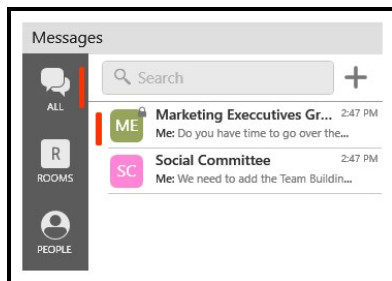 Messages
Search
ALL
ME
Marketing Execcutives Gr... 2:47 PM
Me: Do you have time to go over the...
R
ROOMS
SC
Social Committee 2:47 PM
Me: We need to add the Team Buildin...
PEOPLE